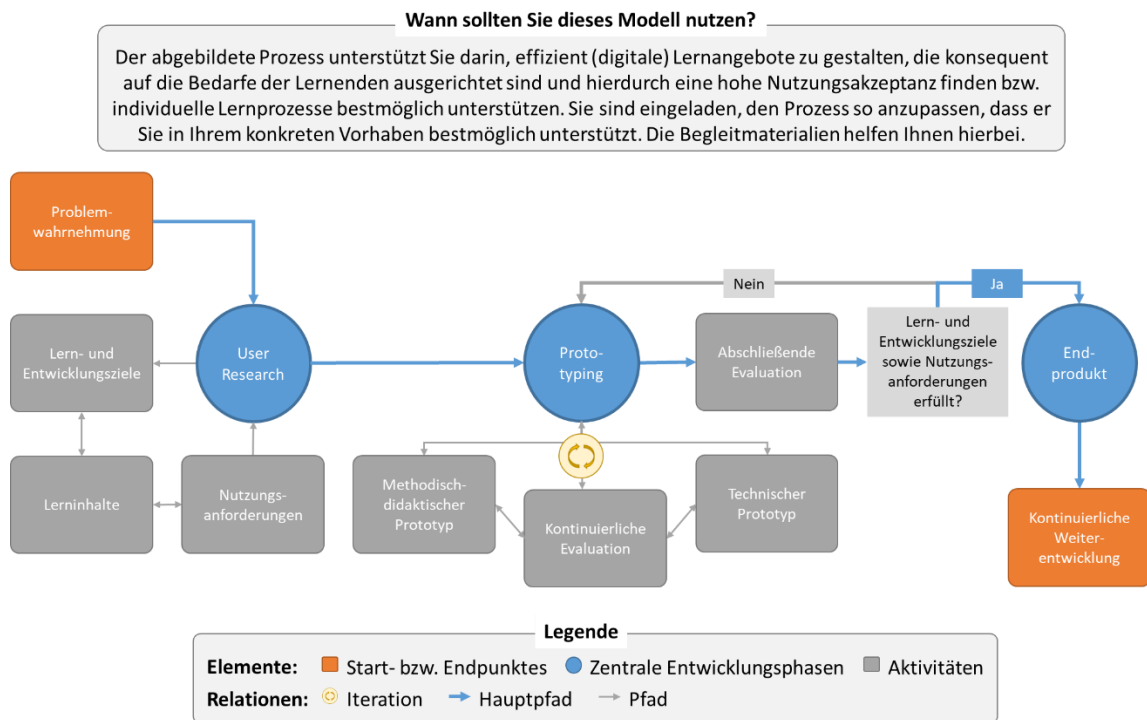 Wann sollten Sie dieses Modell nutzen?
Der abgebildete Prozess unterstützt Sie darin, effizient (digitale) Lernangebote zu gestalten, die konsequent
auf die Bedarfe der Lernenden ausgerichtet sind und hierdurch eine hohe Nutzungsakzeptanz finden bzw.
individuelle Lernprozesse bestmöglich unterstützen. Sie sind eingeladen, den Prozess so anzupassen, dass er
Sie in Ihrem konkreten Vorhaben bestmöglich unterstützt. Die Begleitmaterialien helfen Ihnen hierbei.
Problem-
wahrnehmung
Nein
Ja
Lern- und
Entwicklungsziele
User
Research
Proto-
typing
Abschließende
Evaluation
Lern- und
Entwicklungsziele
sowie Nutzungs-
anforderungen
erfüllt?
End-
produkt
Lerninhalte
Nutzungs-
anforderungen
Methodisch-
didaktischer
Prototyp
Kontinuierliche
Evaluation
Technischer
Prototyp
Kontinuierliche
Weiter-
entwicklung
Legende
Elemente: Start- bzw. Endpunktes Zentrale Entwicklungsphasen Aktivitäten
Relationen: Iteration Hauptpfad Pfad